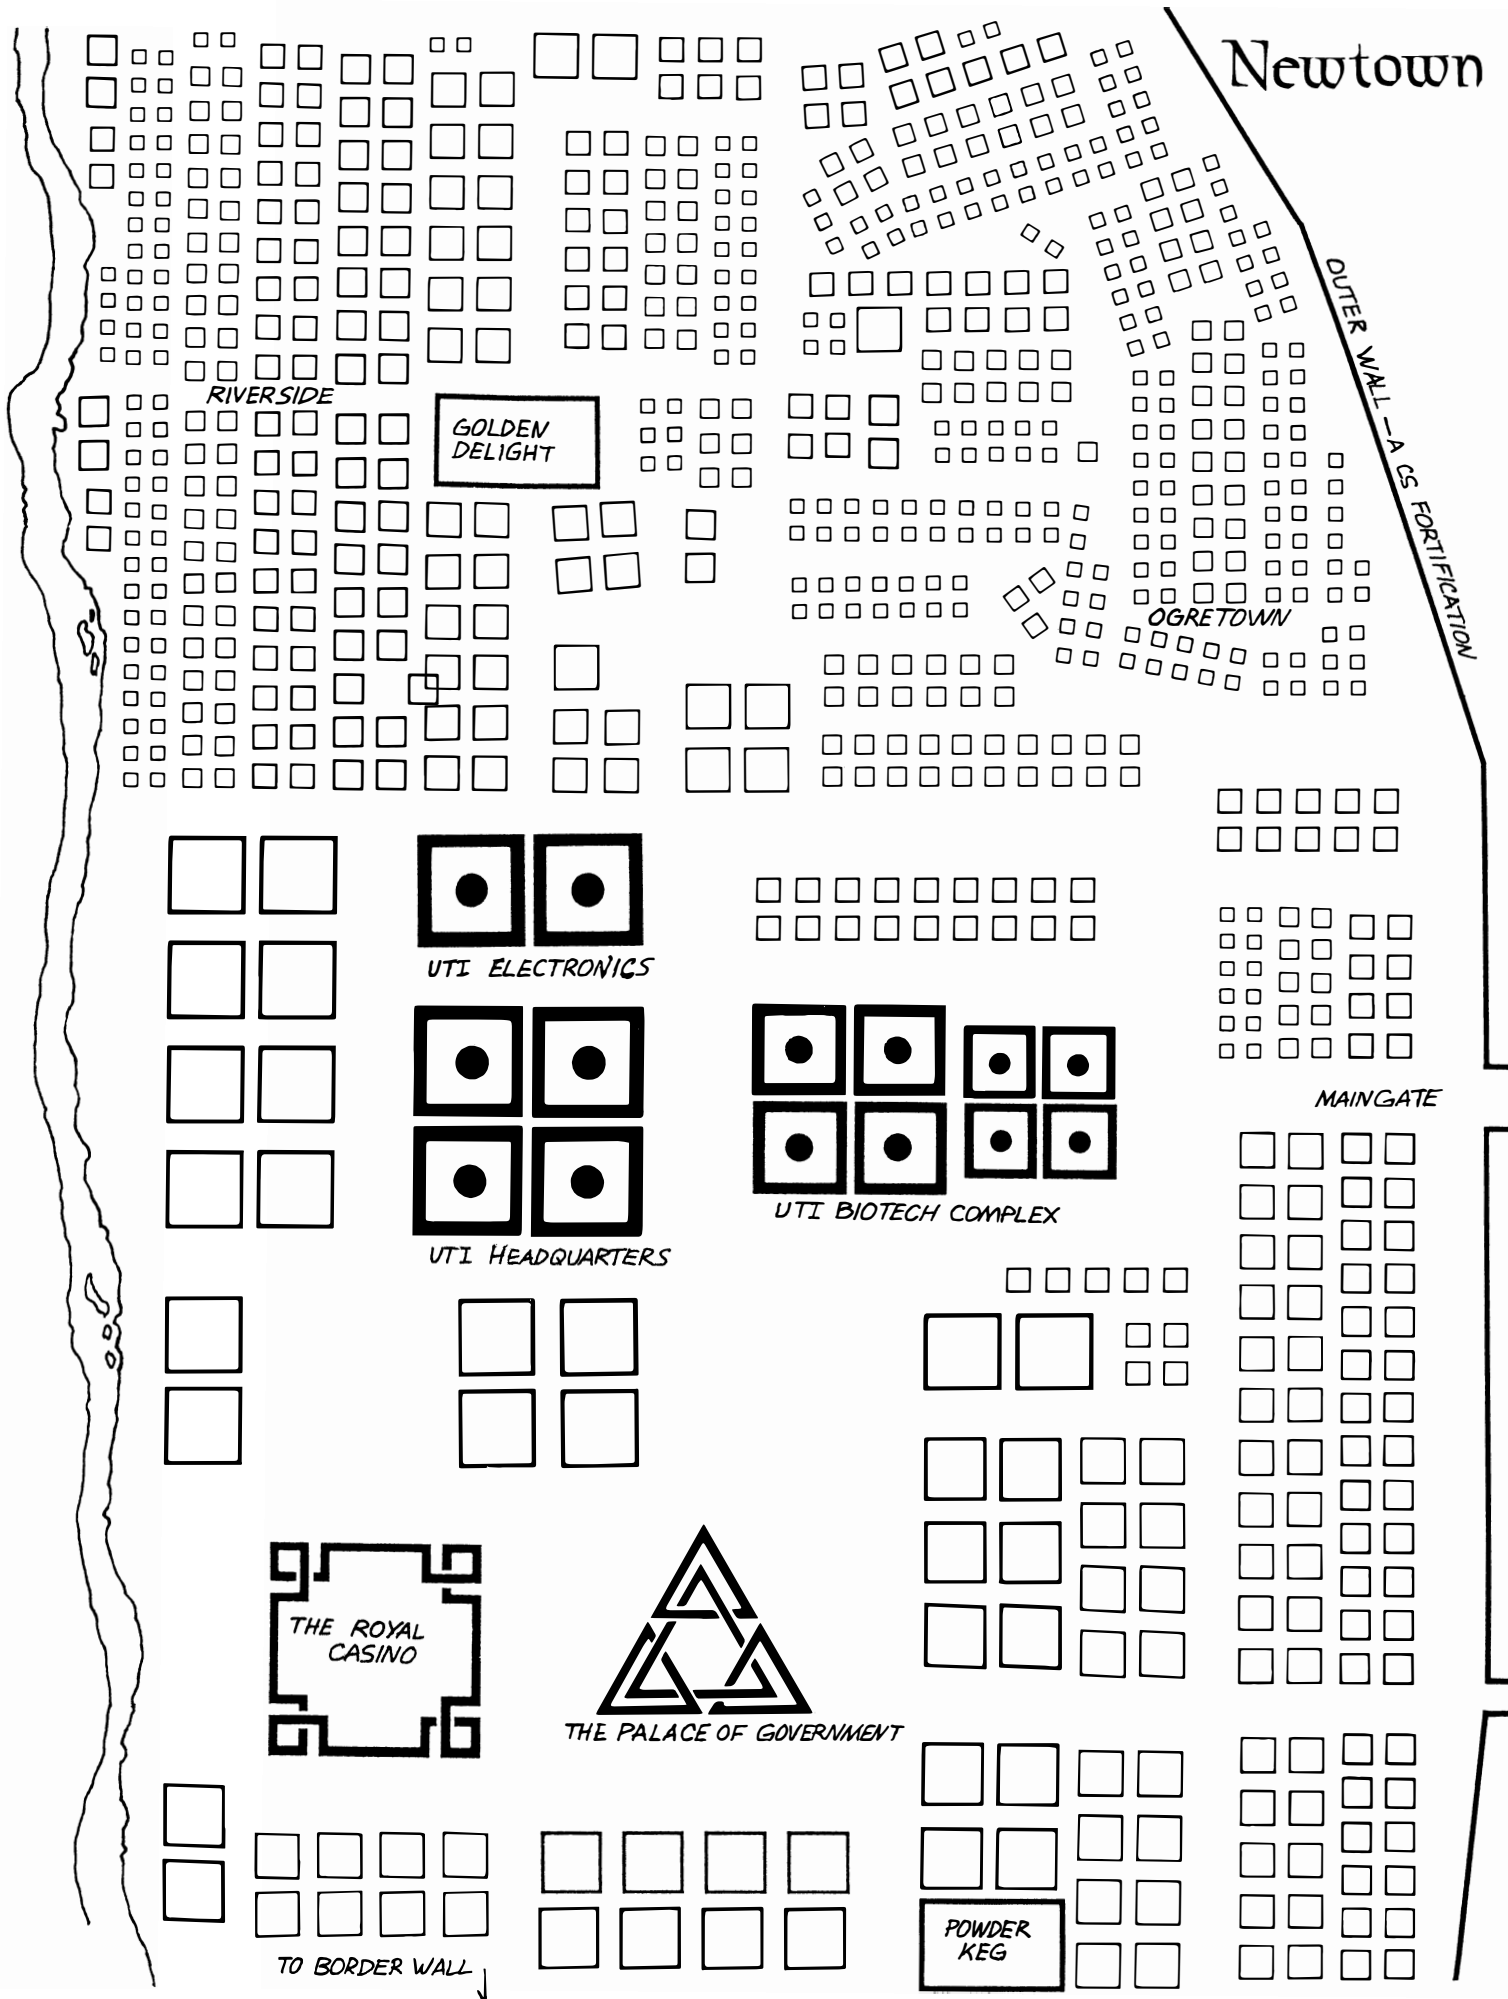 Newtown
OUTER WALL — A CS FORTIFICATION
RIVERSIDE
GOLDEN
DELIGHT
OGRETOWN
UTI ELECTRONICS
MAINGATE
UTI BIOTECH COMPLEX
UTI HEADQUARTERS
THE ROYAL
CASINO
THE PALACE OF GOVERNMENT
POWDER
KEG
TO BORDER WALL